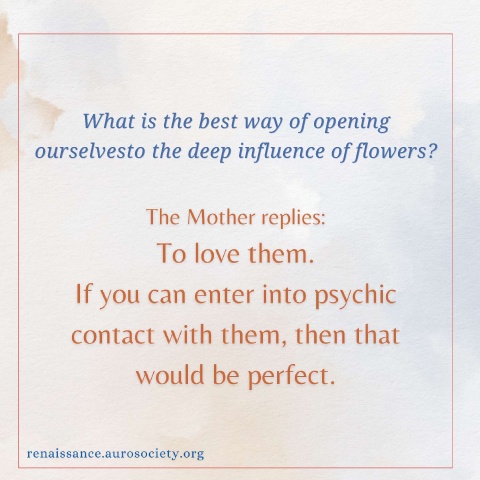 What is the best way of opening
ourselvesto the deep influence of flowers?
The Mother replies:
To love them.
If you can enter into psychic
contact with them, then that
would be perfect.
renaissance.aurosociety.org